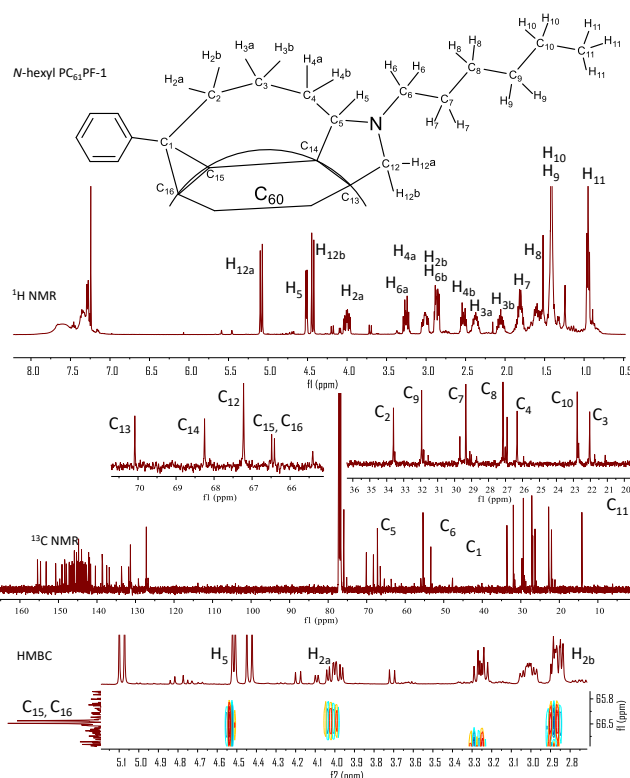 N-hexyl PC61PF-1
H2a
H2b
H3a
H3b
H4a
H4b
H5
H6
H6
H7
H7
H8
H8
H9
H9
H10
H10
H11
H11
H11
H12a
H12b
C1
C2
C3
C4
C5
N
C6
C7
C8
C9
C10
C11
C12
C13
C14
C15
C16
C60
1H NMR
H12a
H5
H12b
H2a
H6a
H4a
H2b
H6b
H4b
H3a
H3b
H7
H8
H10
H9
H11
8.0 7.5 7.0 6.5 6.0 5.5 5.0 4.5 4.0 3.5 3.0 2.5 2.0 1.5 1.0 0.5
fl (ppm)
C13
C14
C12
C15, C16
70 69 68 67 66
f1 (ppm)
C2
C9
C7
C8
C4
C10
C3
36 35 34 33 32 31 30 29 28 27 26 25 24 23 22 21 20
f1 (ppm)
13C NMR
C5
C6
C1
C11
160 140 120 100 80 60 40 20
f1 (ppm)
HMBC
H5
H2a
H2b
C15, C16
65.8
66.5
f1 (ppm)
5.1 5.0 4.9 4.8 4.7 4.6 4.5 4.4 4.3 4.2 4.1 4.0 3.9 3.8 3.7 3.6 3.5 3.4 3.3 3.2 3.1 3.0 2.9 2.8
f2 (ppm)